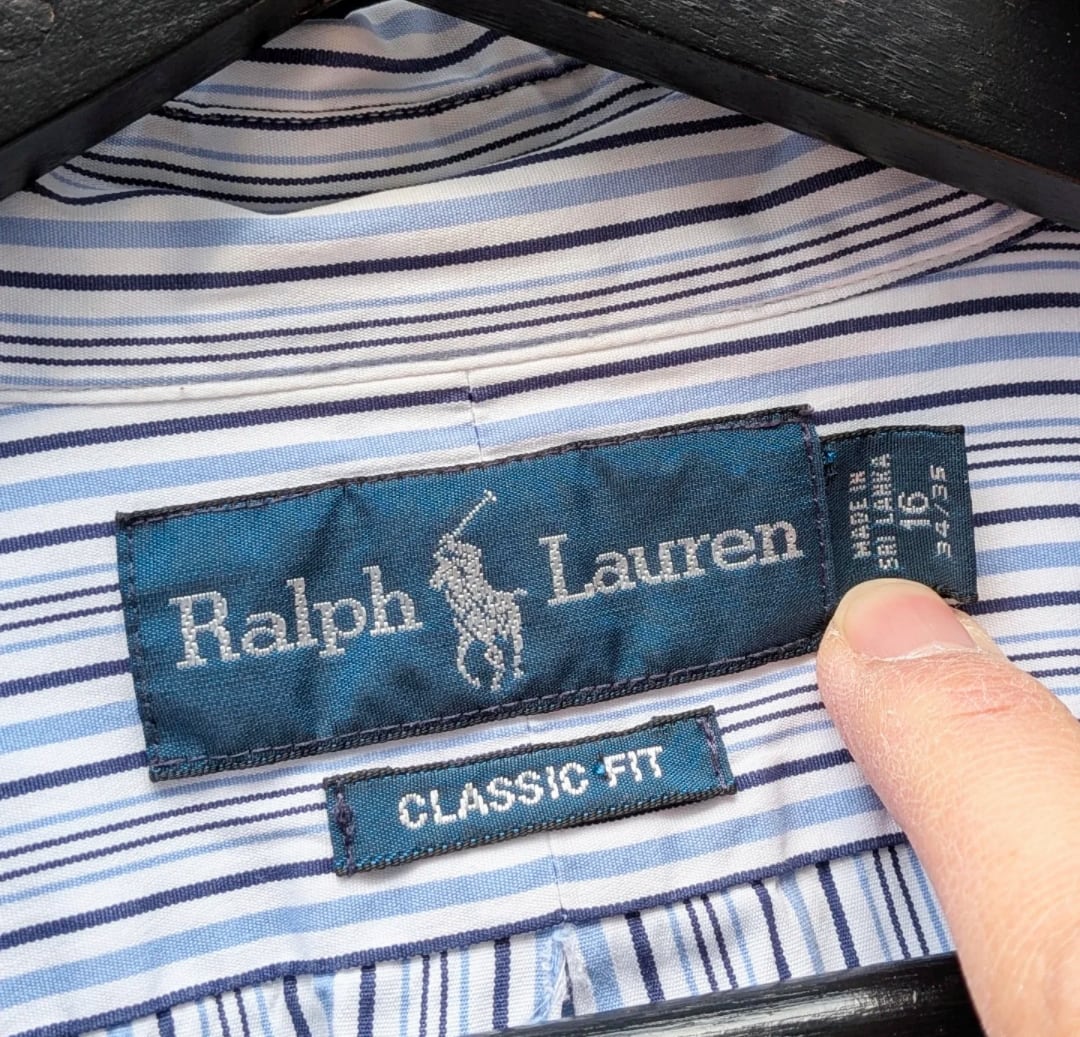 Ralph Lauren
MADE IN
SRI LANKA
16
34/35
CLASSIC FIT